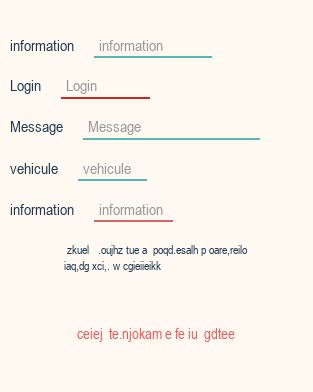 information information
Login Login
Message Message
vehicule vehicule
information information
zkuel .oujhz tue a poqd.esalh p oare,reilo
iaq,dg xci,. w cgieiieikk
ceiej te.njokam e fe iu gdtee